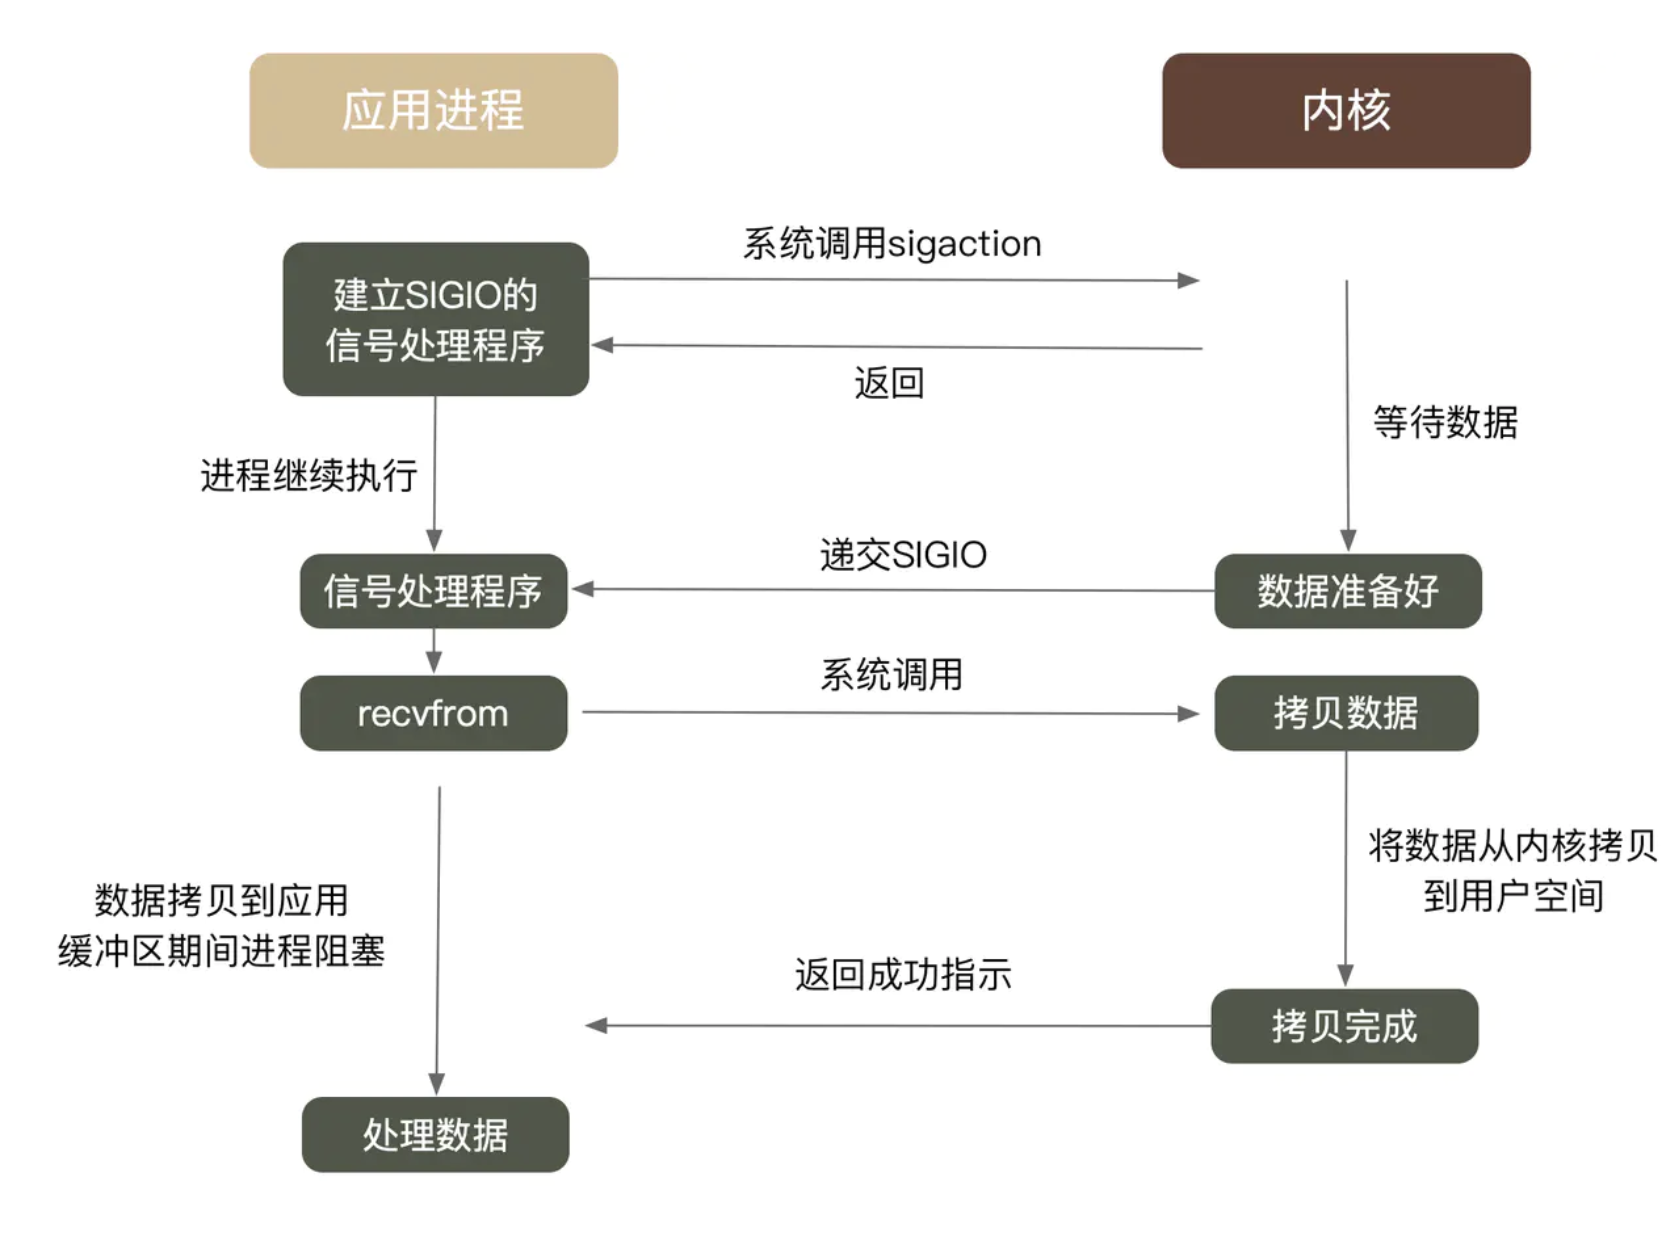 应用进程
内核
系统调用sigaction
建立SIGIO的
信号处理程序
返回
等待数据
进程继续执行
递交SIGIO
信号处理程序
数据准备好
系统调用
recvfrom
拷贝数据
将数据从内核拷贝
到用户空间
数据拷贝到应用
缓冲区期间进程阻塞
返回成功指示
拷贝完成
处理数据